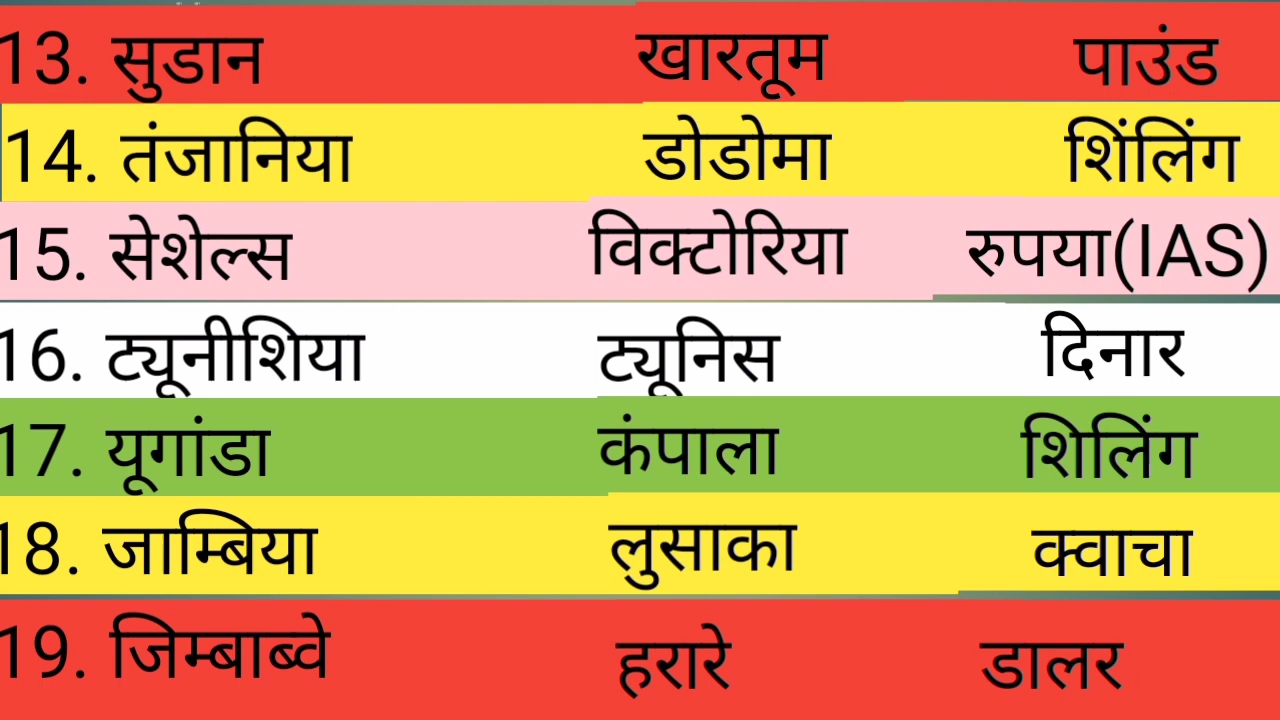 13. सुडान खारतूम पाउंड
14. तंजानिया डोडोमा शिंलिंग
15. सेशेल्स विक्टोरिया रुपया(IAS)
16. ट्यूनीशिया ट्यूनिस दिनार
17. यूगांडा कंपाला शिलिंग
18. जाम्बिया लुसाका क्वाचा
19. जिम्बाब्वे हरारे डालर